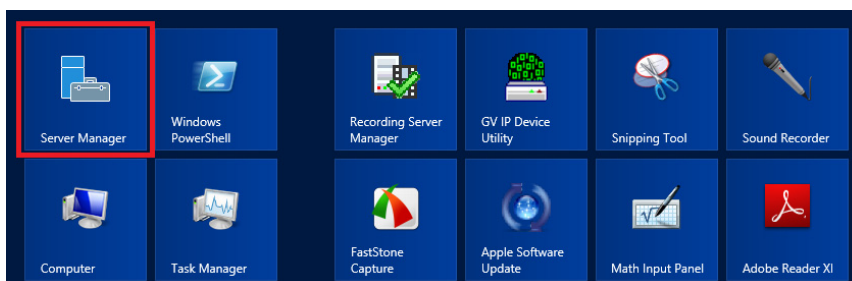 Server Manager
Windows
PowerShell
Recording Server
Manager
GV IP Device
Utility
Snipping Tool
Sound Recorder
Computer
Task Manager
FastStone
Capture
Apple Software
Update
Math Input Panel
Adobe Reader XI